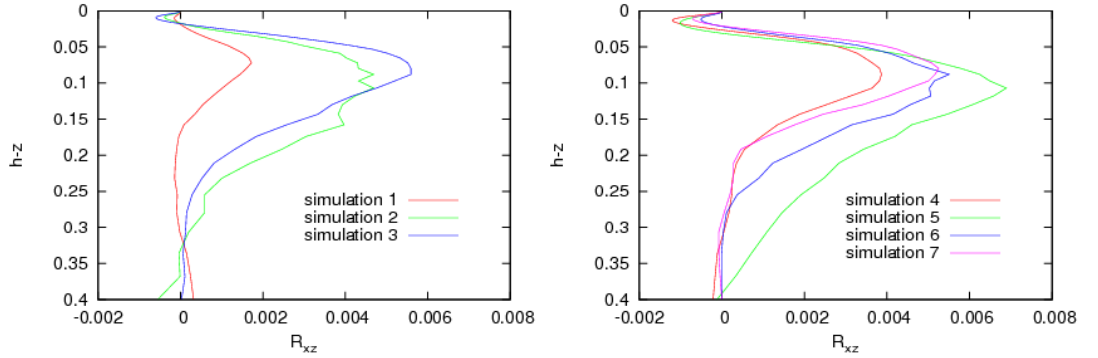 0
0.05
0.1
0.15
0.2
0.25
0.3
0.35
0.4
h-z
simulation 1
simulation 2
simulation 3
-0.002 0 0.002 0.004 0.006 0.008
R_xz
0
0.05
0.1
0.15
0.2
0.25
0.3
0.35
0.4
h-z
simulation 4
simulation 5
simulation 6
simulation 7
-0.002 0 0.002 0.004 0.006 0.008
R_xz